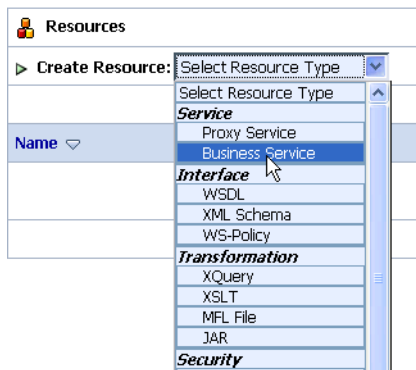 Resources
Create Resource: Select Resource Type
Select Resource Type
Service
Proxy Service
Name
Business Service
Interface
WSDL
XML Schema
WS-Policy
Transformation
XQuery
XSLT
MFL File
JAR
Security